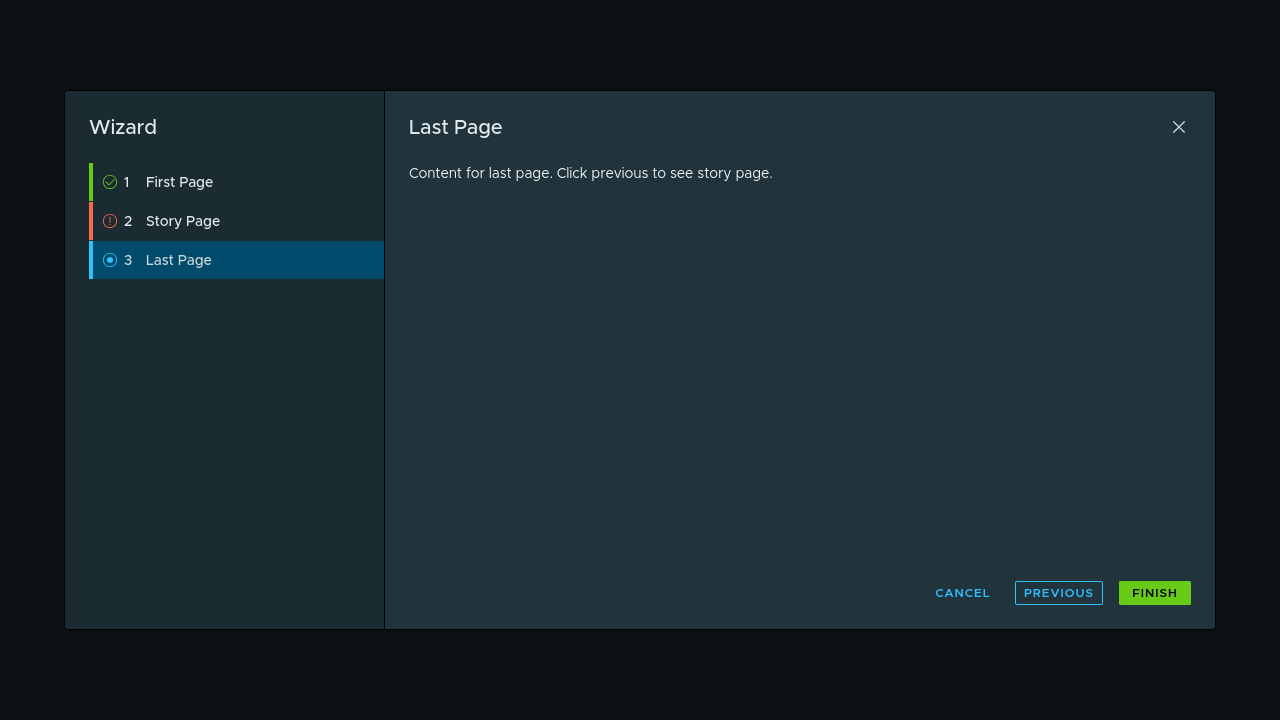 Wizard
1 First Page
2 Story Page
3 Last Page
Last Page
Content for last page. Click previous to see story page.
CANCEL
PREVIOUS
FINISH